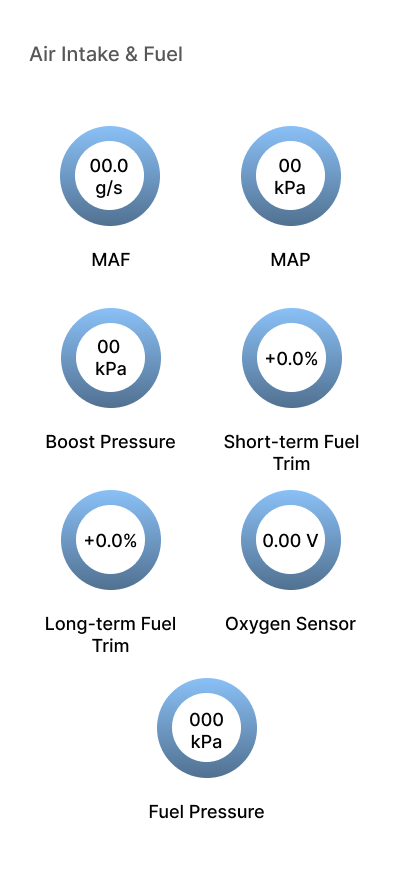 Air Intake & Fuel
00.0
g/s
00
kPa
MAF
MAP
00
kPa
+0.0%
Boost Pressure
Short-term Fuel
Trim
+0.0%
0.00 V
Long-term Fuel
Trim
Oxygen Sensor
000
kPa
Fuel Pressure